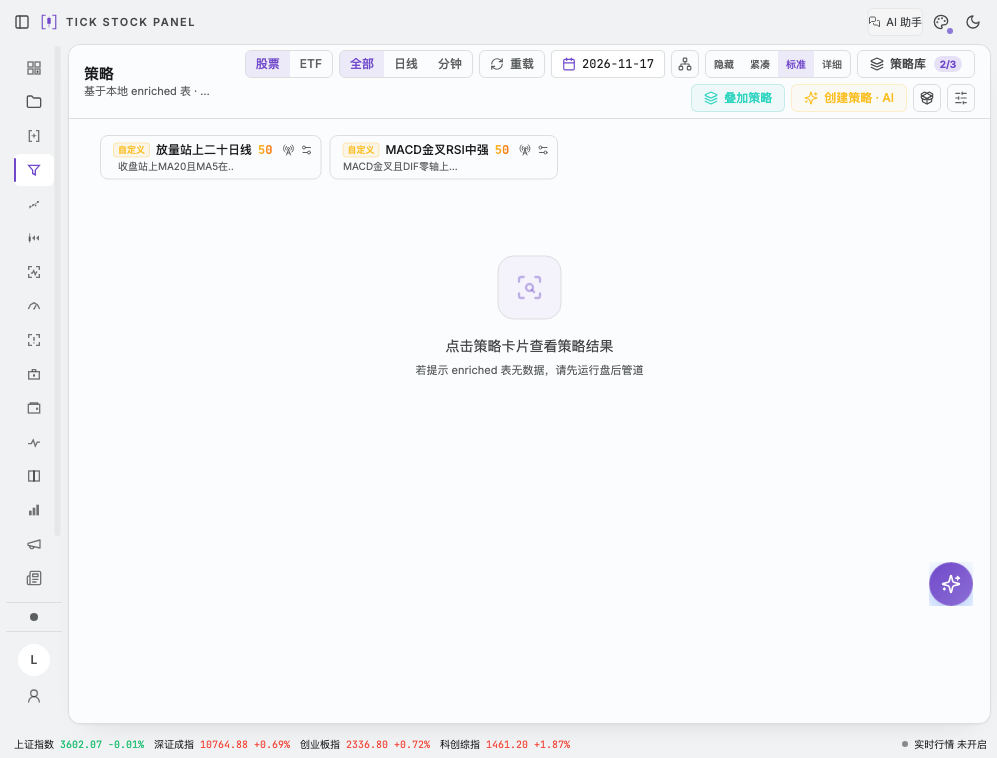 TICK STOCK PANEL
AI 助手
策略
基于本地 enriched 表 · ...
股票 ETF 全部 日线 分钟 重载 2026-11-17 隐藏 紧凑 标准 详细 策略库 2/3
叠加策略 创建策略 · AI
自定义 放量站上二十日线 50
收盘站上MA20且MA5在..
自定义 MACD金叉RSI中强 50
MACD金叉且DIF零轴上...
点击策略卡片查看策略结果
若提示 enriched 表无数据，请先运行盘后管道
L
上证指数 3602.07 -0.01% 深证成指 10764.88 +0.69% 创业板指 2336.80 +0.72% 科创综指 1461.20 +1.87% 实时行情 未开启